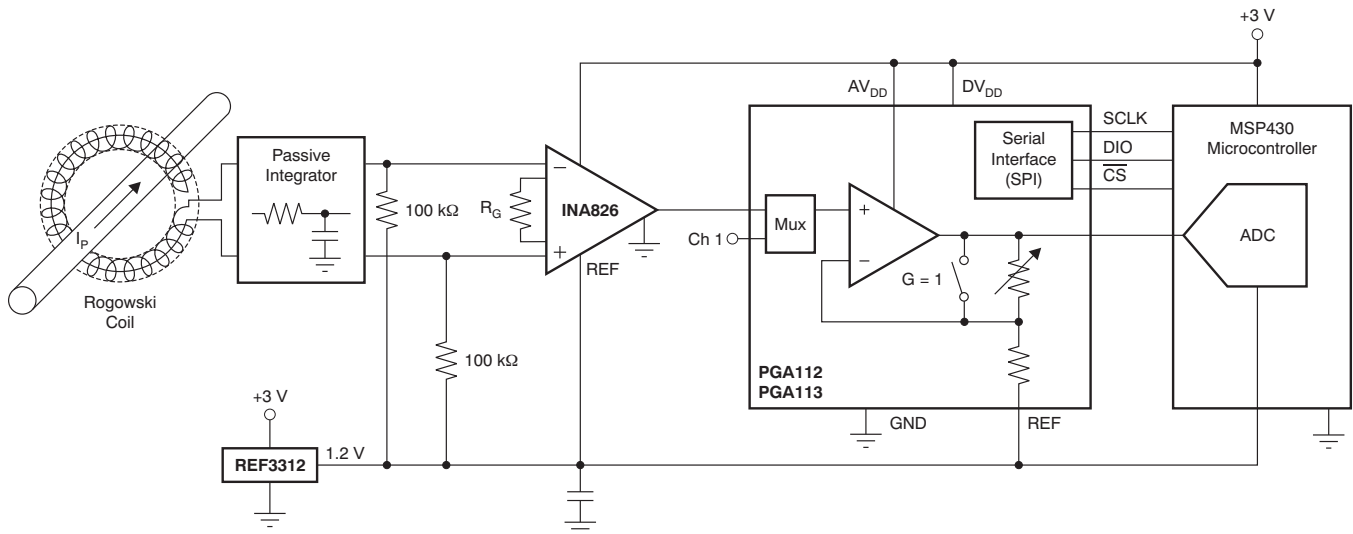 +3 V
AV_DD
DV_DD
SCLK
DIO
C̅S̅
Serial
Interface
(SPI)
MSP430
Microcontroller
ADC
Passive
Integrator
I_P
Rogowski
Coil
100 kΩ
R_G
−
INA826
+
REF
Ch 1
Mux
+
−
G = 1
100 kΩ
PGA112
PGA113
GND
REF
+3 V
REF3312
1.2 V